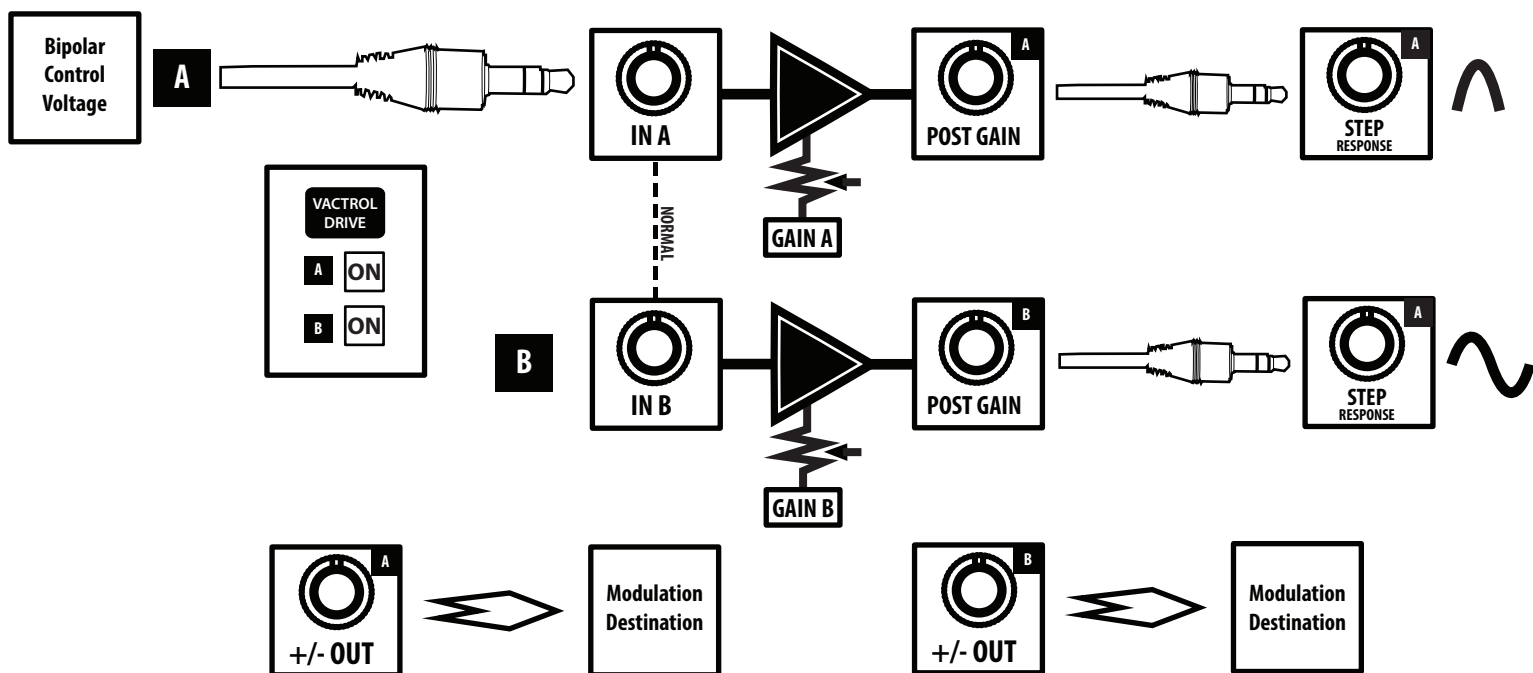 Bipolar
Control
Voltage
A
IN A
A
POST GAIN
A
STEP
RESPONSE
GAIN A
NORMAL
VACTROL
DRIVE
A ON
B ON
B
IN B
B
POST GAIN
A
STEP
RESPONSE
GAIN B
A
+/- OUT
Modulation
Destination
B
+/- OUT
Modulation
Destination